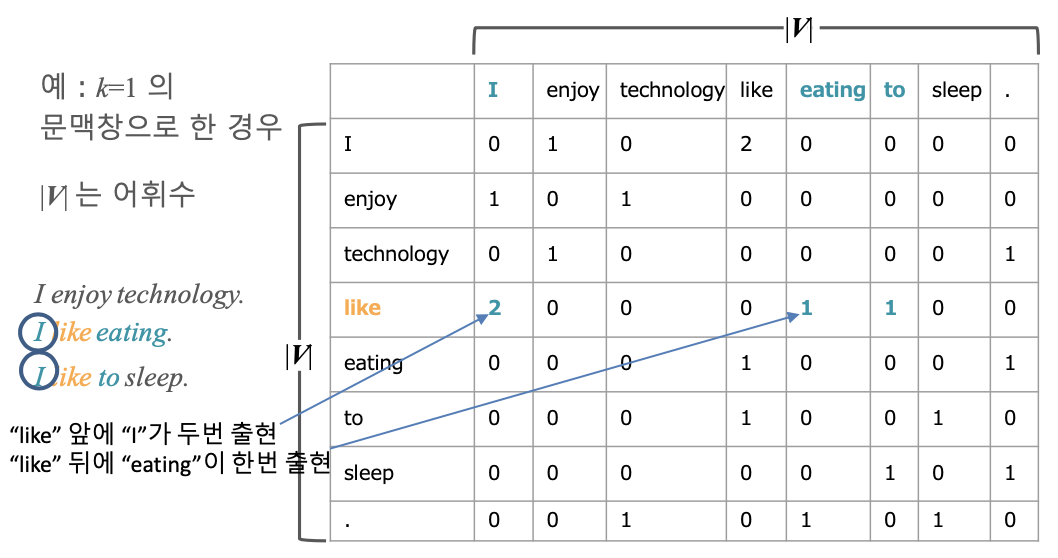 |V|
예 : k=1 의
문맥창으로 한 경우
|V| 는 어휘수
I enjoy technology.
I like eating.
I like to sleep.
“like” 앞에 “I”가 두번 출현
“like” 뒤에 “eating”이 한번 출현
|V|
I enjoy technology like eating to sleep .
I 0 1 0 2 0 0 0 0
enjoy 1 0 1 0 0 0 0 0
technology 0 1 0 0 0 0 0 1
like 2 0 0 0 1 1 0 0
eating 0 0 0 1 0 0 0 1
to 0 0 0 1 0 0 1 0
sleep 0 0 0 0 0 1 0 1
. 0 0 1 0 1 0 1 0